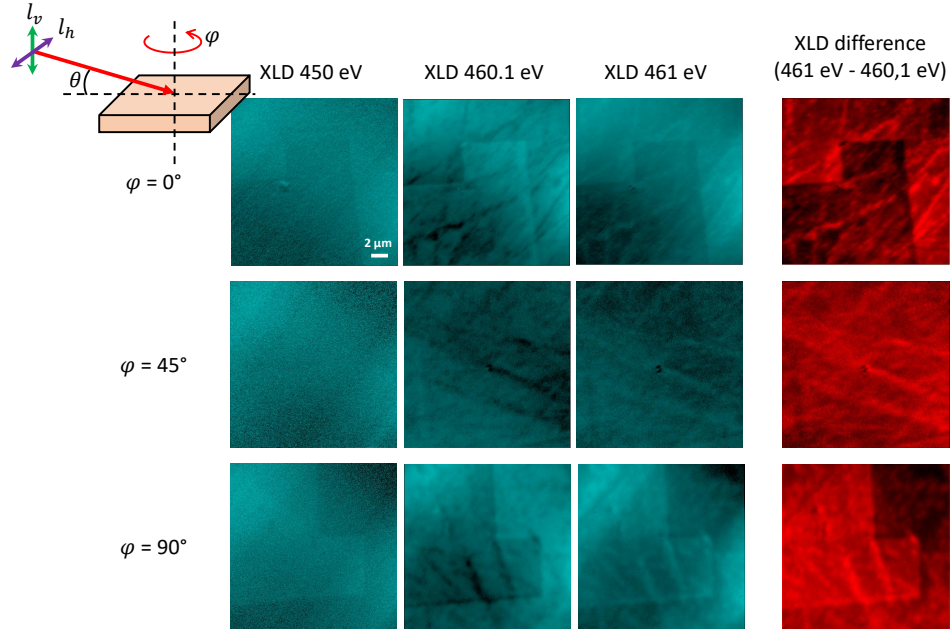 l_v
l_h
φ
θ
XLD 450 eV
XLD 460.1 eV
XLD 461 eV
XLD difference
(461 eV - 460,1 eV)
φ = 0°
2 μm
φ = 45°
φ = 90°